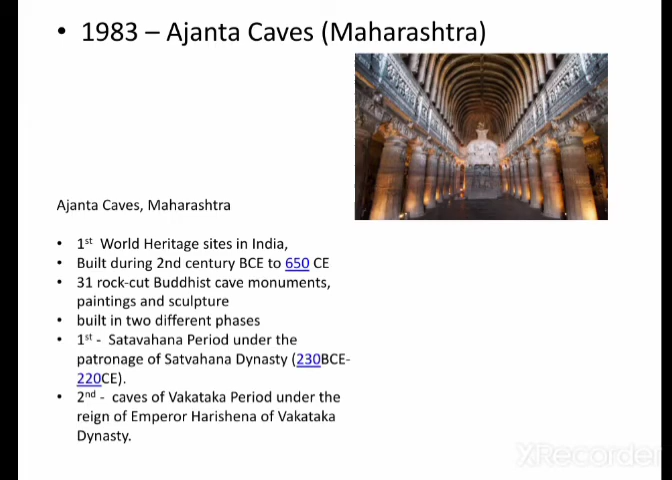 • 1983 – Ajanta Caves (Maharashtra)
Ajanta Caves, Maharashtra
• 1st World Heritage sites in India,
• Built during 2nd century BCE to 650 CE
• 31 rock-cut Buddhist cave monuments,
paintings and sculpture
• built in two different phases
• 1st - Satavahana Period under the
patronage of Satvahana Dynasty (230BCE-
220CE).
• 2nd - caves of Vakataka Period under the
reign of Emperor Harishena of Vakataka
Dynasty.
XRecorder